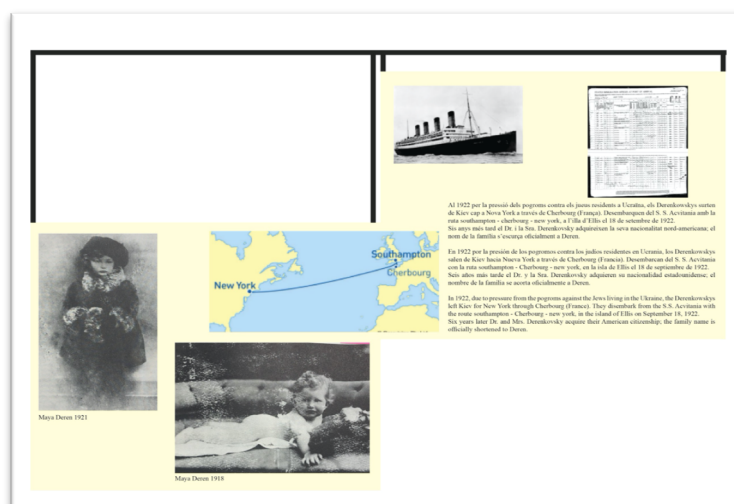 Al 1922 per la pressió dels pogroms contra els jueus residents a Ucraïna, els Derenkowskys surten
de Kiev cap a Nova York a través de Cherbourg (França). Desembarquen del S. S. Acvitania amb la
ruta southampton - cherbourg - new york, a l'illa d'Ellis el 18 de setembre de 1922.
Sis anys més tard el Dr. i la Sra. Derenkowsky adquireixen la seva nacionalitat nord-americana; el
nom de la família s'escurça oficialment a Deren.
En 1922 por la presión de los pogromos contra los judíos residentes en Ucrania, los Derenkowskys
salen de Kiev hacia Nueva York a través de Cherbourg (Francia). Desembarcan del S. S. Acvitania
con la ruta southampton - Cherbourg - new york, en la isla de Ellis el 18 de septiembre de 1922.
Seis años más tarde el Dr. y la Sra. Derenkowsky adquieren su nacionalidad estadounidense; el
nombre de la familia se acorta oficialmente a Deren.
In 1922, due to pressure from the pogroms against the Jews living in the Ukraine, the Derenkowskys
left Kiev for New York through Cherbourg (France). They disembark from the S.S. Acvitania with
the route southampton - Cherbourg - new york, in the island of Ellis on September 18, 1922.
Six years later Dr. and Mrs. Derenkovsky acquire their American citizenship; the family name is
officially shortened to Deren.
Southampton
Cherbourg
New York
Maya Deren 1921
Maya Deren 1918